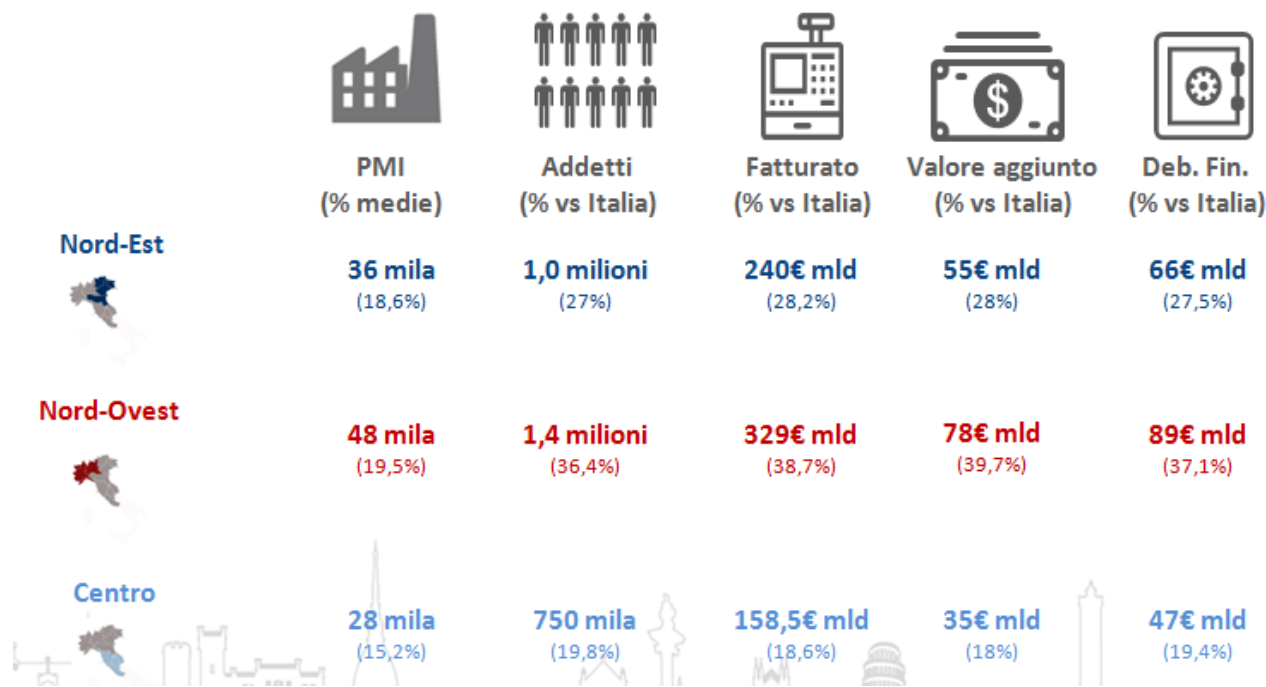 PMI Addetti Fatturato Valore aggiunto Deb. Fin.
(% medie) (% vs Italia) (% vs Italia) (% vs Italia) (% vs Italia)
Nord-Est
36 mila 1,0 milioni 240€ mld 55€ mld 66€ mld
(18,6%) (27%) (28,2%) (28%) (27,5%)
Nord-Ovest
48 mila 1,4 milioni 329€ mld 78€ mld 89€ mld
(19,5%) (36,4%) (38,7%) (39,7%) (37,1%)
Centro
28 mila 750 mila 158,5€ mld 35€ mld 47€ mld
(15,2%) (19,8%) (18,6%) (18%) (19,4%)